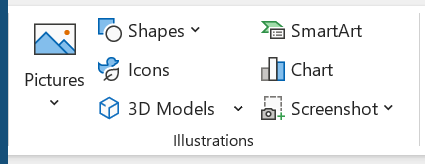 Pictures
Shapes
Icons
3D Models
SmartArt
Chart
Screenshot
Illustrations